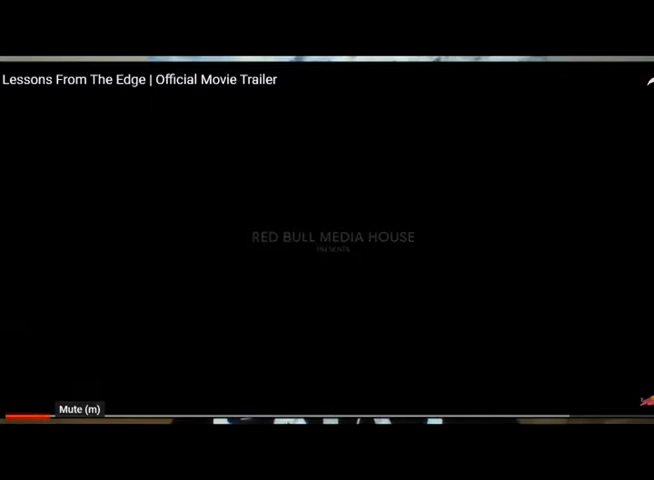 Lessons From The Edge | Official Movie Trailer
RED BULL MEDIA HOUSE
PRESENTS
Mute (m)